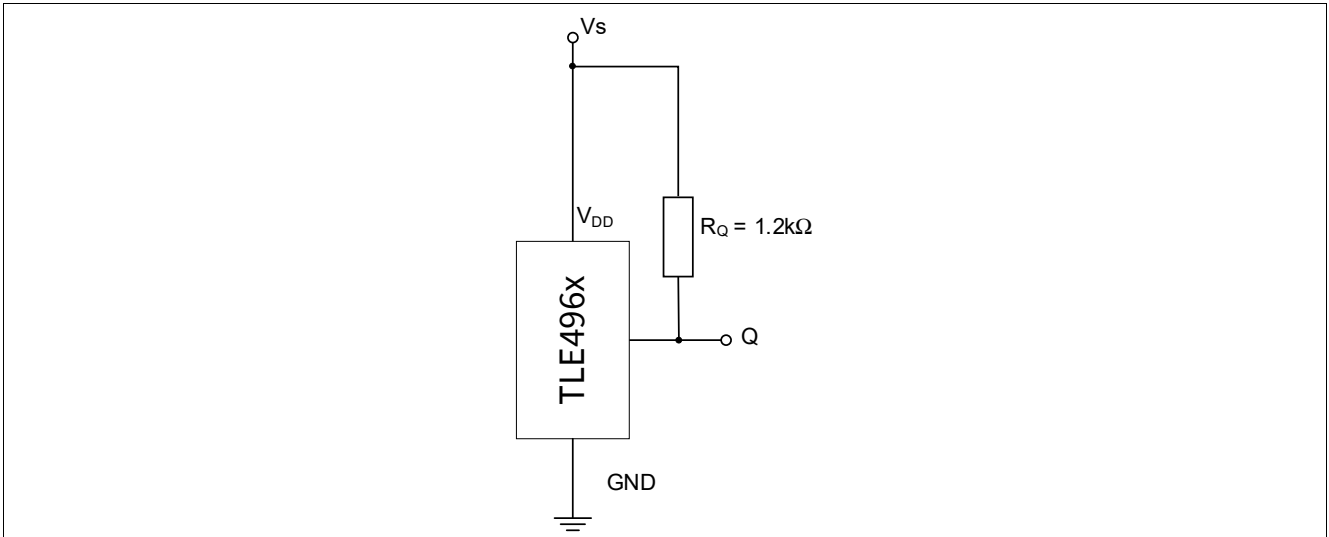 Vs
VDD
RQ = 1.2kΩ
TLE496x
Q
GND